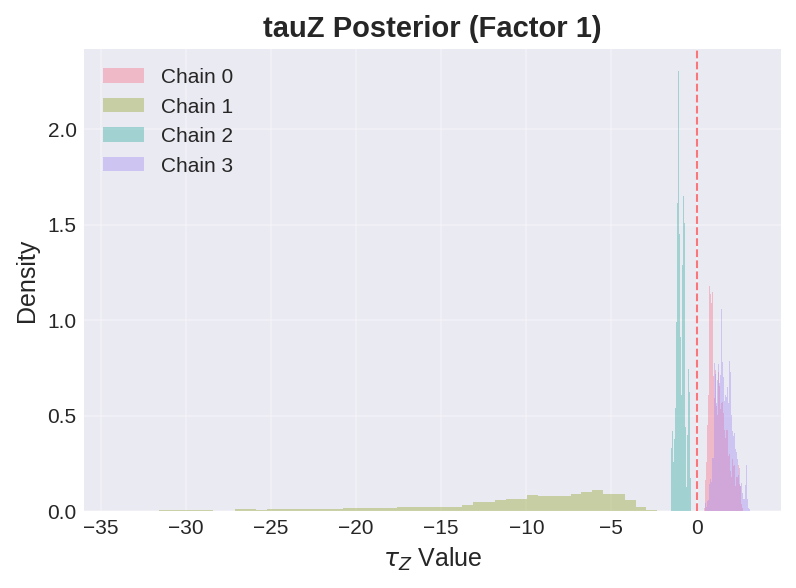 tauZ Posterior (Factor 1)
Chain 0
Chain 1
Chain 2
Chain 3
Density
2.0
1.5
1.0
0.5
0.0
−35
−30
−25
−20
−15
−10
−5
0
τZ Value